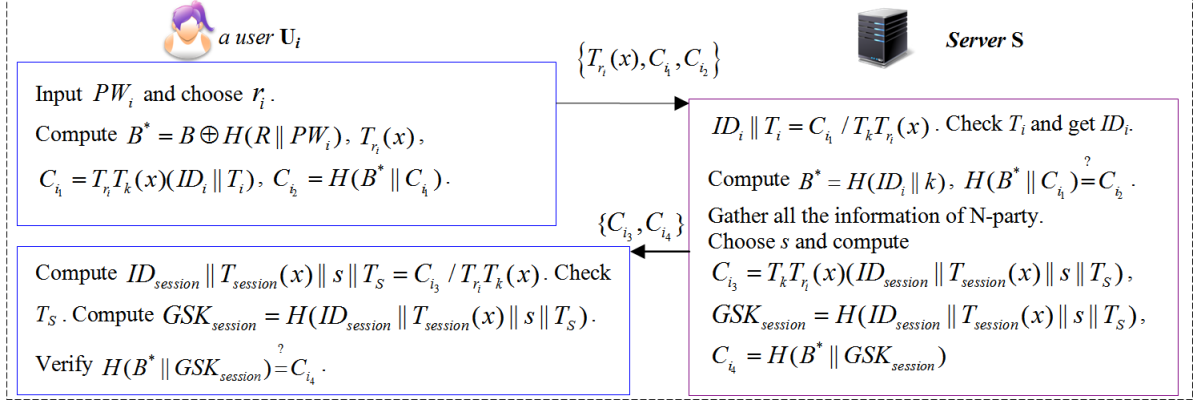 a user U_i
Server S
{T_{r_i}(x), C_{i_1}, C_{i_2}}
Input PW_i and choose r_i.
Compute B^* = B ⊕ H(R || PW_i), T_{r_i}(x),
C_{i_1} = T_{r_i}T_k(x)(ID_i || T_i), C_{i_2} = H(B^* || C_{i_1}).
ID_i || T_i = C_{i_1} / T_kT_{r_i}(x). Check T_i and get ID_i.
Compute B^* = H(ID_i || k), H(B^* || C_{i_1}) =? C_{i_2}.
Gather all the information of N-party.
Choose s and compute
C_{i_3} = T_kT_{r_i}(x)(ID_{session} || T_{session}(x) || s || T_S),
GSK_{session} = H(ID_{session} || T_{session}(x) || s || T_S),
C_{i_4} = H(B^* || GSK_{session})
{C_{i_3}, C_{i_4}}
Compute ID_{session} || T_{session}(x) || s || T_S = C_{i_3} / T_{r_i}T_k(x). Check
T_S. Compute GSK_{session} = H(ID_{session} || T_{session}(x) || s || T_S).
Verify H(B^* || GSK_{session}) =? C_{i_4}.